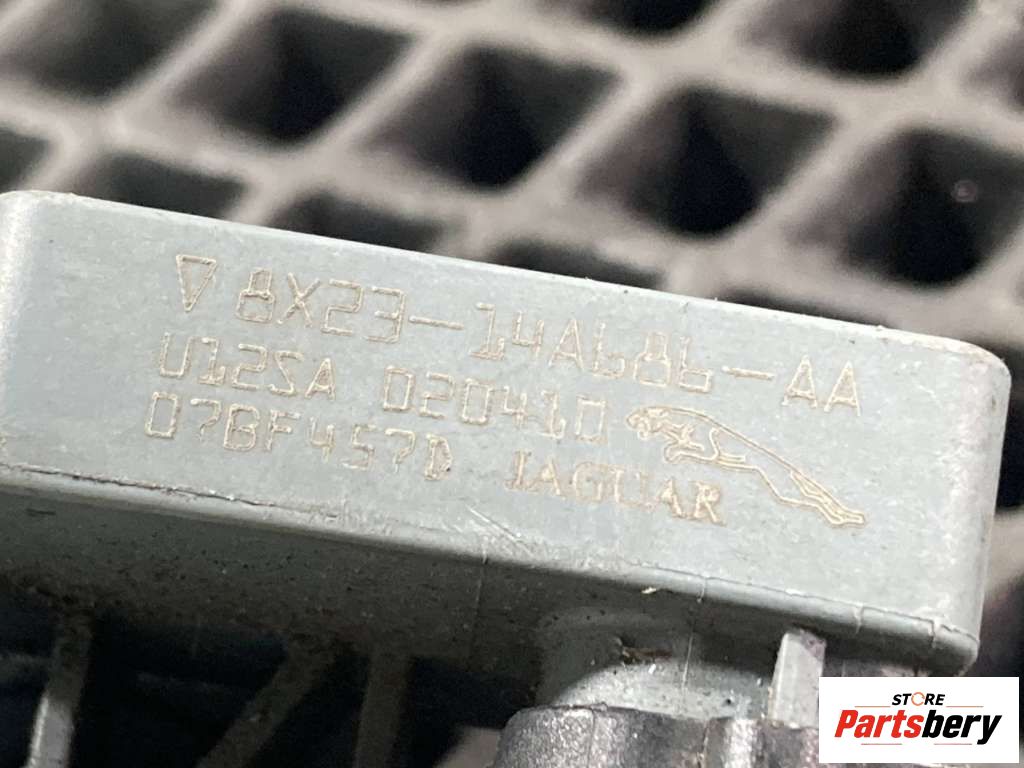 8X23-14A686-AA
U12SA 020410
07BF457D JAGUAR
STORE
Partsbery